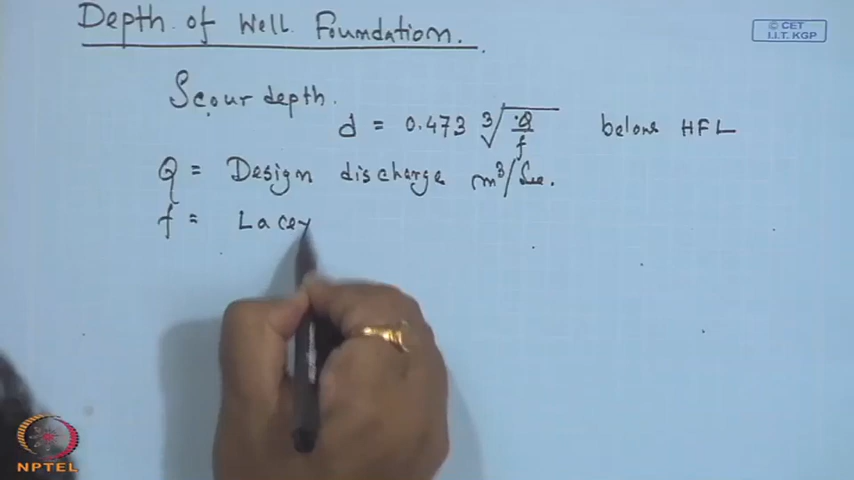 Depth of Well Foundation.
© CET
I.I.T. KGP
Scour depth.
d = 0.473 ∛(Q/f) below HFL
Q = Design discharge m³/Sec.
f = Lacey
NPTEL